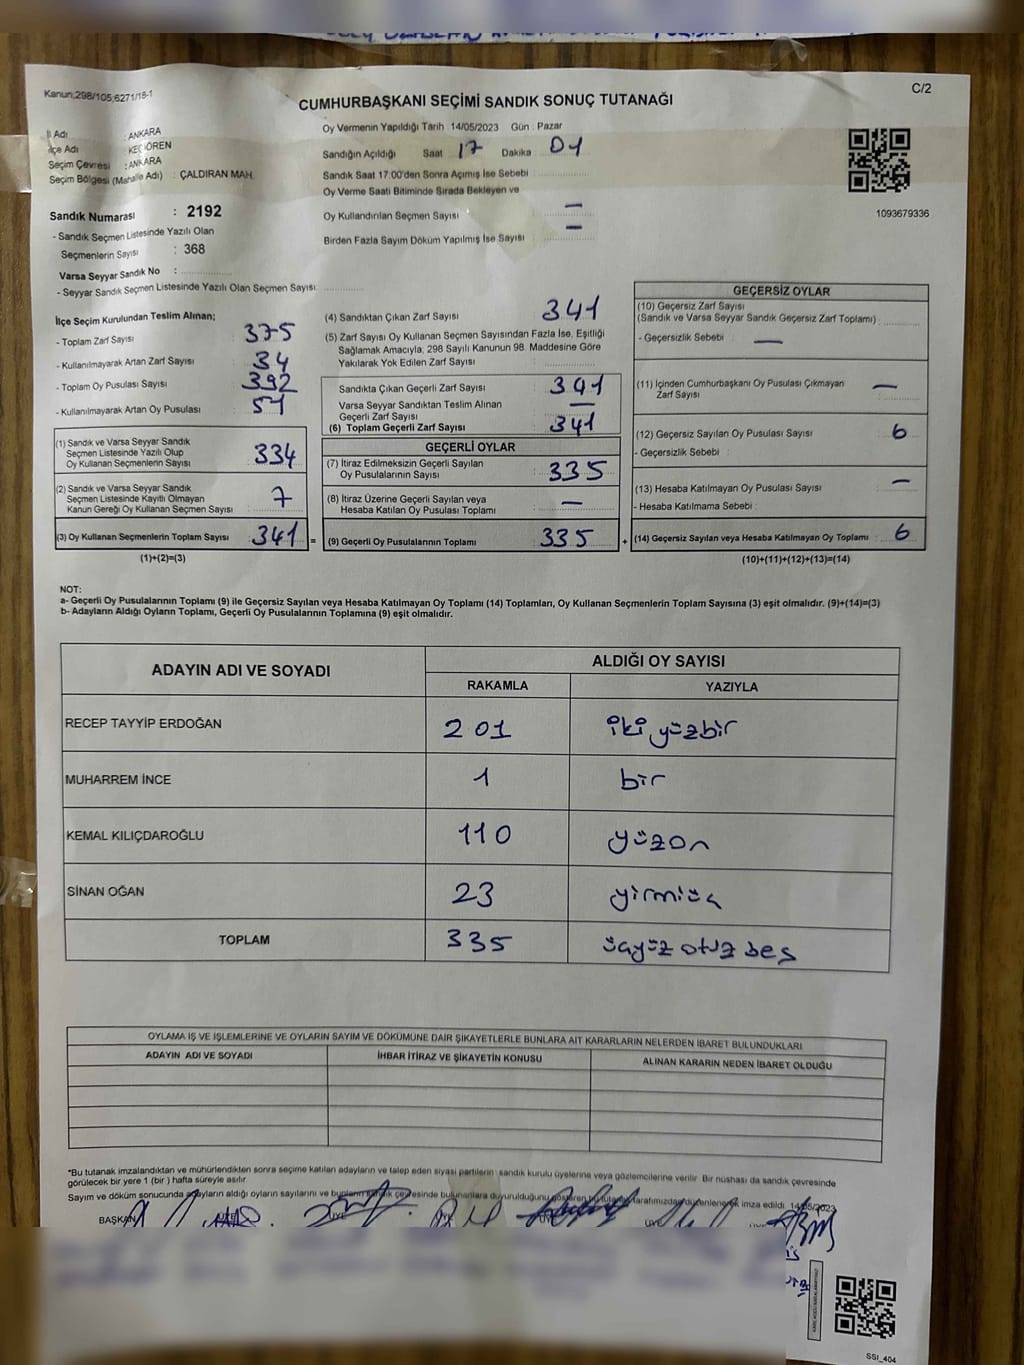 Kanun;298/105;6271/18-1
C/2
CUMHURBAŞKANI SEÇİMİ SANDIK SONUÇ TUTANAĞI
İl Adı : ANKARA
İlçe Adı KEÇİÖREN
Seçim Çevresi : ANKARA
Seçim Bölgesi (Mahalle Adı) : ÇALDIRAN MAH.
Sandık Numarası : 2192
- Sandık Seçmen Listesinde Yazılı Olan
Seçmenlerin Sayısı : 368
Varsa Seyyar Sandık No :
- Seyyar Sandık Seçmen Listesinde Yazılı Olan Seçmen Sayısı:
Oy Vermenin Yapıldığı Tarih 14/05/2023 Gün : Pazar
Sandığın Açıldığı Saat 17 Dakika : 01
Sandık Saat 17:00'den Sonra Açımış İse Sebebi :
Oy Verme Saati Bitiminde Sırada Bekleyen ve
Oy Kullandırılan Seçmen Sayısı : —
Birden Fazla Sayım Döküm Yapılmış İse Sayısı : —
1093679336
İlçe Seçim Kurulundan Teslim Alınan;
- Toplam Zarf Sayısı : 375
- Kullanılmayarak Artan Zarf Sayısı : 34
- Toplam Oy Pusulası Sayısı : 392
- Kullanılmayarak Artan Oy Pusulası : 51
(1) Sandık ve Varsa Seyyar Sandık
Seçmen Listesinde Yazılı Olup
Oy Kullanan Seçmenlerin Sayısı : 334
(2) Sandık ve Varsa Seyyar Sandık
Seçmen Listesinde Kayıtlı Olmayan
Kanun Gereği Oy Kullanan Seçmen Sayısı : 7
(3) Oy Kullanan Seçmenlerin Toplam Sayısı : 341 =
(1)+(2)=(3)
(4) Sandıktan Çıkan Zarf Sayısı : 341
(5) Zarf Sayısı Oy Kullanan Seçmen Sayısından Fazla İse, Eşitliği
Sağlamak Amacıyla, 298 Sayılı Kanunun 98. Maddesine Göre
Yakılarak Yok Edilen Zarf Sayısı :
Sandıkta Çıkan Geçerli Zarf Sayısı : 341
Varsa Seyyar Sandıktan Teslim Alınan
Geçerli Zarf Sayısı : —
(6) Toplam Geçerli Zarf Sayısı : 341
GEÇERLİ OYLAR
(7) İtiraz Edilmeksizin Geçerli Sayılan
Oy Pusulalarının Sayısı : 335
(8) İtiraz Üzerine Geçerli Sayılan veya
Hesaba Katılan Oy Pusulası Toplamı : —
(9) Geçerli Oy Pusulalarının Toplamı : 335 +
GEÇERSİZ OYLAR
(10) Geçersiz Zarf Sayısı
(Sandık ve Varsa Seyyar Sandık Geçersiz Zarf Toplamı) :
- Geçersizlik Sebebi : —
(11) İçinden Cumhurbaşkanı Oy Pusulası Çıkmayan
Zarf Sayısı : —
(12) Geçersiz Sayılan Oy Pusulası Sayısı : 6
- Geçersizlik Sebebi :
(13) Hesaba Katılmayan Oy Pusulası Sayısı : —
- Hesaba Katılmama Sebebi :
(14) Geçersiz Sayılan veya Hesaba Katılmayan Oy Toplamı : 6
(10)+(11)+(12)+(13)=(14)
NOT:
a- Geçerli Oy Pusulalarının Toplamı (9) ile Geçersiz Sayılan veya Hesaba Katılmayan Oy Toplamı (14) Toplamları, Oy Kullanan Seçmenlerin Toplam Sayısına (3) eşit olmalıdır. (9)+(14)=(3)
b- Adayların Aldığı Oyların Toplamı, Geçerli Oy Pusulalarının Toplamına (9) eşit olmalıdır.
ADAYIN ADI VE SOYADI ALDIĞI OY SAYISI
RAKAMLA YAZIYLA
RECEP TAYYİP ERDOĞAN 201 iki yüzbir
MUHARREM İNCE 1 bir
KEMAL KILIÇDAROĞLU 110 yüzon
SİNAN OĞAN 23 yirmiüç
TOPLAM 335 üçyüz otuz beş
OYLAMA İŞ VE İŞLEMLERİNE VE OYLARIN SAYIM VE DÖKÜMÜNE DAİR ŞİKAYETLERLE BUNLARA AİT KARARLARIN NELERDEN İBARET BULUNDUKLARI
ADAYIN ADI VE SOYADI İHBAR İTİRAZ VE ŞİKAYETİN KONUSU ALINAN KARARIN NEDEN İBARET OLDUĞU
*Bu tutanak imzalandıktan ve mühürlendikten sonra seçime katılan adayların ve talep eden siyasi partilerin sandık kurulu üyelerine veya gözlemcilerine verilir. Bir nüshası da sandık çevresinde
görülecek bir yere 1 (bir) hafta süreyle asılır.
Sayım ve döküm sonucunda adayların aldığı oyların sayılarını ve bunların sandık çevresinde bulunanlara duyurulduğunu gösteren bu tutanak tarafımızdan düzenlenerek imza edildi. 14/05/2023
BAŞKAN ÜYE ÜYE ÜYE ÜYE
SSI_404